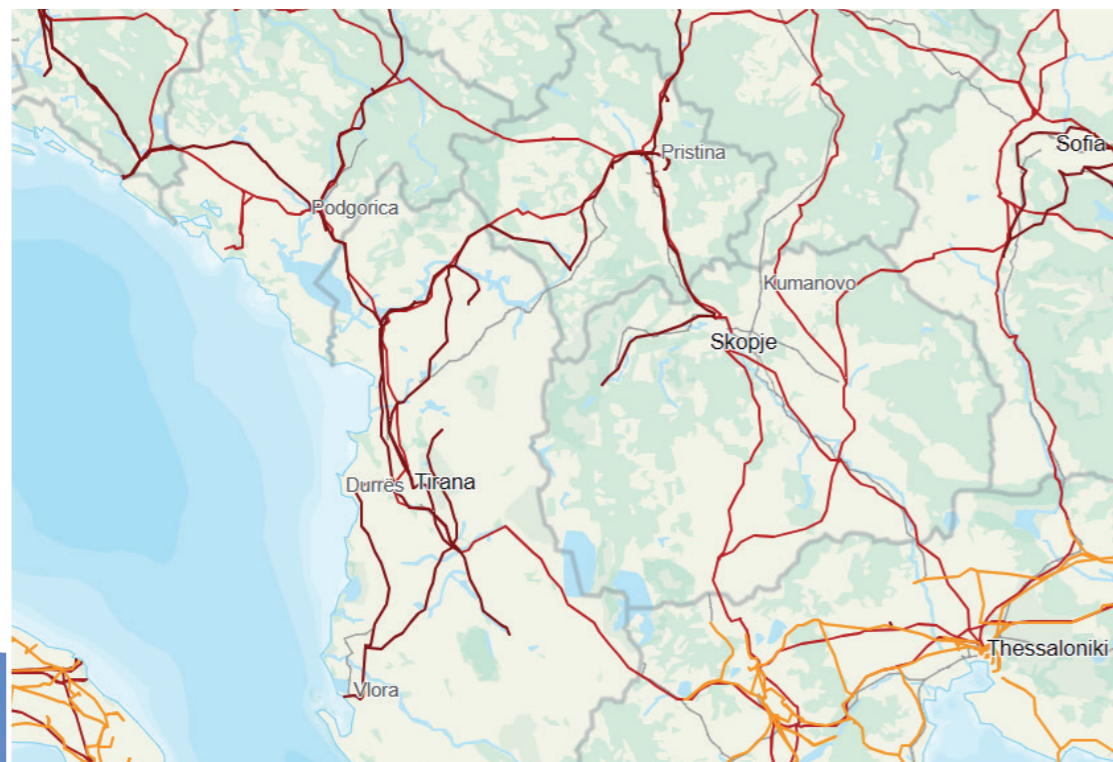 Sofia
Pristina
Podgorica
Kumanovo
Skopje
Durrës
Tirana
Thessaloniki
Vlora